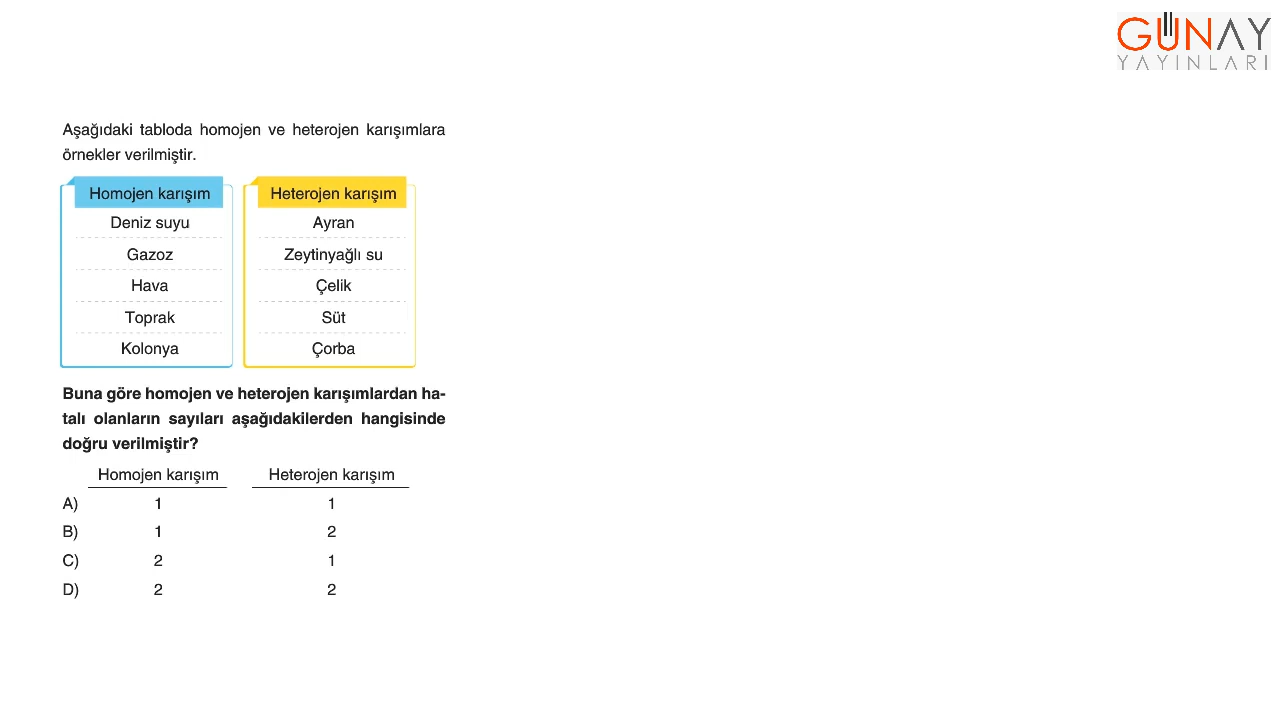 GÜNAY
YAYINLARI
Aşağıdaki tabloda homojen ve heterojen karışımlara
örnekler verilmiştir.
Homojen karışım
Deniz suyu
Gazoz
Hava
Toprak
Kolonya
Heterojen karışım
Ayran
Zeytinyağlı su
Çelik
Süt
Çorba
Buna göre homojen ve heterojen karışımlardan ha-
talı olanların sayıları aşağıdakilerden hangisinde
doğru verilmiştir?
Homojen karışım Heterojen karışım
A) 1 1
B) 1 2
C) 2 1
D) 2 2